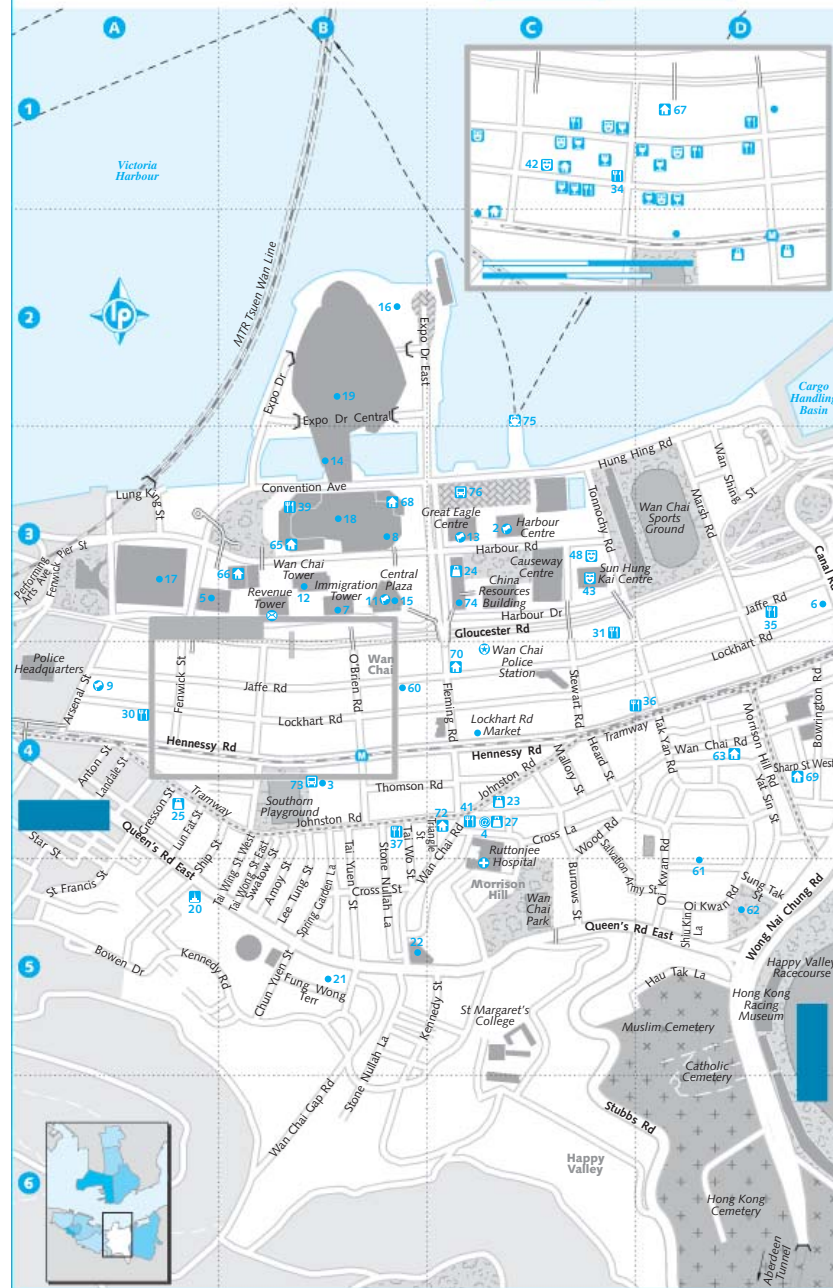 A
B
C
D
1
67
42
34
Victoria
Harbour
MTR Tsuen Wan Line
2
lp
16
Expo Dr East
19
Expo Dr
Expo Dr Central
75
Cargo
Handling
Basin
14
Hung Hing Rd
Wan Shing St
Lung King St
Convention Ave
76
68
39
18
8
Great Eagle
Centre
13
2
Harbour
Centre
Tonnochy Rd
Wan Chai
Sports
Ground
Marsh Rd
3
Fenwick Pier St
Performing
Arts Ave
17
65
66
Harbour Rd
48
Wan Chai
Tower
Immigration
Tower
Central
Plaza
24
Causeway
Centre
Sun Hung
Kai Centre
43
China
Resources
Building
74
5
Revenue
Tower
12
7
11
15
Harbour Dr
Gloucester Rd
Canal Rd
Jaffe Rd
35
6
31
Lockhart Rd
Police
Headquarters
Arsenal St
9
Fenwick St
Jaffe Rd
O'Brien Rd
Wan
Chai
70
Wan Chai
Police
Station
60
Fleming Rd
Stewart Rd
30
Lockhart Rd
Lockhart Rd
Market
36
Tramway
Bowrington Rd
4
Hennessy Rd
M
Hennessy Rd
Tak Yan Rd
Wan Chai Rd
63
Morrison Hill Rd
Sharp St West
69
Yat Sin St
Anton St
Landale St
Gresson St
25
Tramway
73
3
Southorn
Playground
Thomson Rd
Johnston Rd
Mallory St
Heard St
23
41
72
4
27
Johnston Rd
37
Triangle St
Tai Wo St
Wan Chai Rd
Cross La
Wood Rd
Salvation Army St
Ruttonjee
Hospital
Star St
Queen's Rd East
Lun Fat St
Ship St
Tai Wing St West
Tai Wong St East
Swatow St
Amoy St
Lee Tung St
Spring Garden La
Tai Yuen St
Cross St
Stone Nullah La
Morrison
Hill
Wan
Chai
Park
Burrows St
Oi Kwan Rd
61
Sung Tak St
Oi Kwan Rd
62
Shiu Kin La
Wong Nai Chung Rd
St Francis St
20
22
Queen's Rd East
5
Bowen Dr
Kennedy Rd
Chun Yuen St
21
Fung Wong
Terr
Kennedy St
Hau Tak La
Happy Valley
Racecourse
Hong Kong
Racing
Museum
St Margaret's
College
Muslim Cemetery
Catholic
Cemetery
Wan Chai Gap Rd
Stone Nullah La
Stubbs Rd
Happy
Valley
6
Hong Kong
Cemetery
Aberdeen
Tunnel